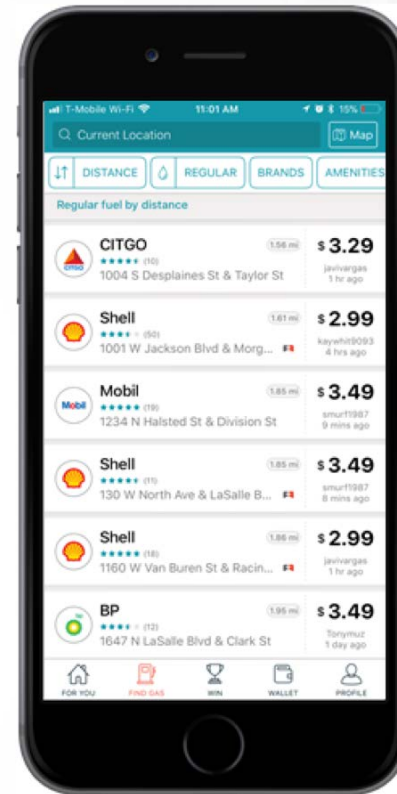 T-Mobile Wi-Fi 11:01 AM 15%
Current Location Map
DISTANCE REGULAR BRANDS AMENITIES
Regular fuel by distance
CITGO 1.56 mi $ 3.29
CITGO (10) javivargas
1004 S Desplaines St & Taylor St 1 hr ago
Shell 1.61 mi $ 2.99
(50) kaywhit9093
1001 W Jackson Blvd & Morg... 4 hrs ago
Mobil 1.85 mi $ 3.49
Mobil (19) smurf1987
1234 N Halsted St & Division St 9 mins ago
Shell 1.85 mi $ 3.49
(11) smurf1987
130 W North Ave & LaSalle B... 8 mins ago
Shell 1.86 mi $ 2.99
(18) javivargas
1160 W Van Buren St & Racin... 1 hr ago
BP 1.95 mi $ 3.49
(12) Tonymuz
1647 N LaSalle Blvd & Clark St 1 day ago
FOR YOU FIND GAS WIN WALLET PROFILE